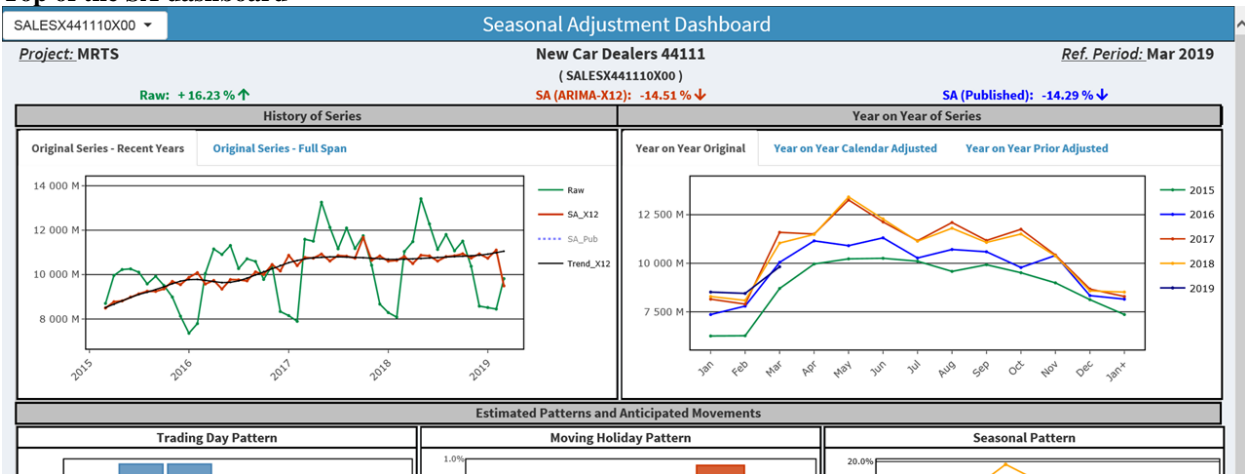 Top of the SA dashboard
SALESX441110X00
Seasonal Adjustment Dashboard
Project: MRTS
New Car Dealers 44111
Ref. Period: Mar 2019
( SALESX441110X00 )
Raw: + 16.23 % ↑
SA (ARIMA-X12): -14.51 % ↓
SA (Published): -14.29 % ↓
History of Series
Year on Year of Series
Original Series - Recent Years
Original Series - Full Span
Year on Year Original
Year on Year Calendar Adjusted
Year on Year Prior Adjusted
14 000 M
12 000 M
10 000 M
8 000 M
2015
2016
2017
2018
2019
Raw
SA_X12
SA_Pub
Trend_X12
12 500 M
10 000 M
7 500 M
Jan
Feb
Mar
Apr
May
Jun
Jul
Aug
Sep
Oct
Nov
Dec
Jan+
2015
2016
2017
2018
2019
Estimated Patterns and Anticipated Movements
Trading Day Pattern
Moving Holiday Pattern
Seasonal Pattern
1.0%
20.0%